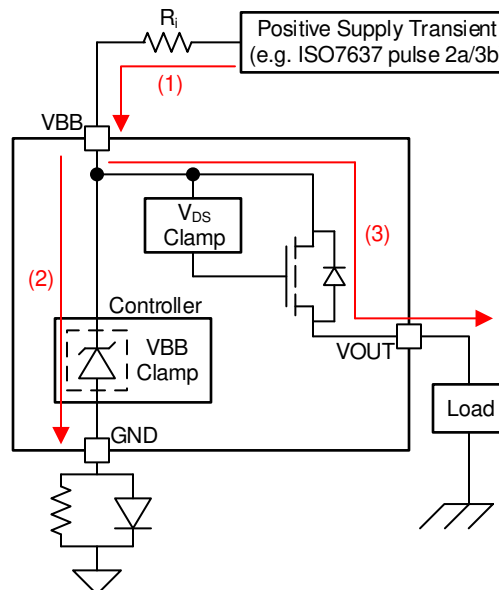 Ri
Positive Supply Transient
(e.g. ISO7637 pulse 2a/3b
(1)
VBB
VDS
Clamp
(3)
(2)
Controller
VBB
Clamp
VOUT
GND
Load